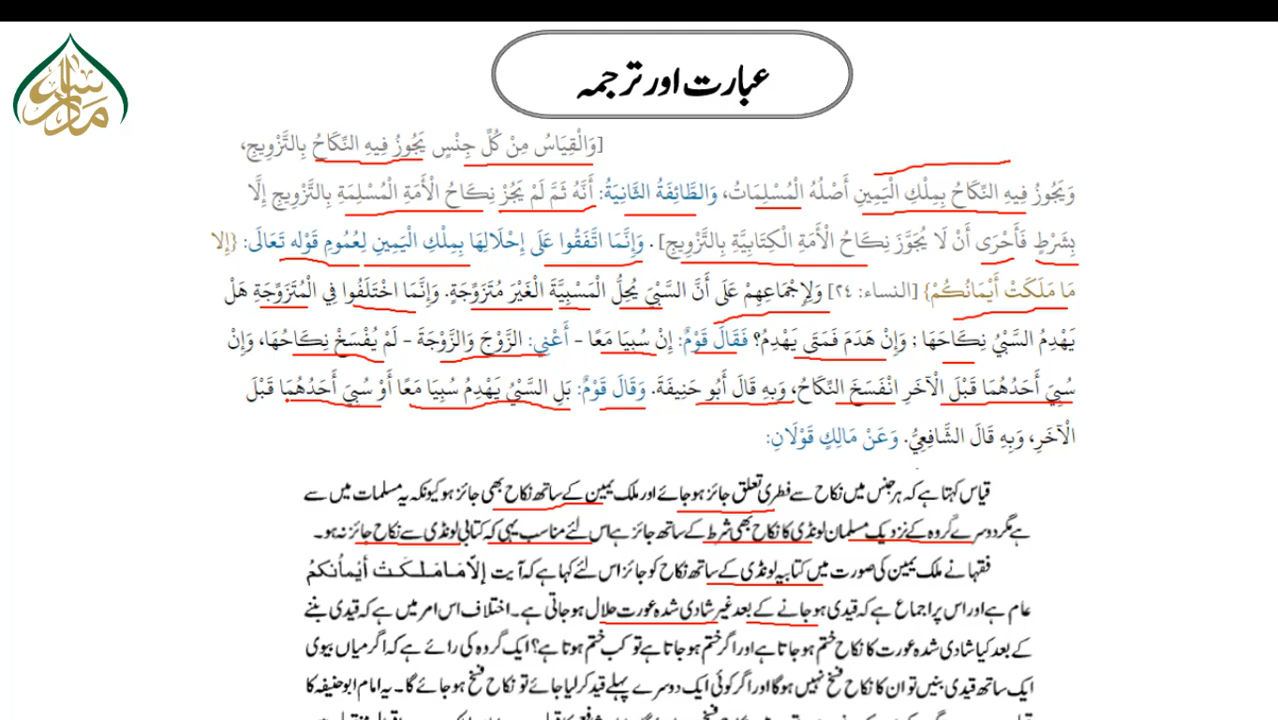 عبارت اور ترجمہ
مدارس
[وَالْقِيَاسُ مِنْ كُلِّ جِنْسٍ يَجُوزُ فِيهِ النِّكَاحُ بِالتَّزْوِيجِ،
وَيَجُوزُ فِيهِ النِّكَاحُ بِمِلْكِ الْيَمِينِ أَصْلُهُ الْمُسْلِمَاتُ، وَالطَّائِفَةُ الثَّانِيَةُ: أَنَّهُ ثَمَّ لَمْ يَجُزْ نِكَاحُ الْأَمَةِ الْمُسْلِمَةِ بِالتَّزْوِيجِ إِلَّا
بِشَرْطٍ فَأَحْرَى أَنْ لَا يُجَوَّزَ نِكَاحُ الْأَمَةِ الْكِتَابِيَّةِ بِالتَّزْوِيجِ] . وَإِنَّمَا اتَّفَقُوا عَلَى إِحْلَالِهَا بِمِلْكِ الْيَمِينِ لِعُمُومِ قَوْلِه تَعَالَى: {إلا
مَا مَلَكَتْ أَيْمَانُكُمْ} [النساء: ٢٤] وَلِإِجْمَاعِهِمْ عَلَى أَنَّ السَّبْيَ يُحِلُّ الْمَسْبِيَّةَ الْغَيْرَ مُتَزَوِّجَةٍ. وَإِنَّمَا اخْتَلَفُوا فِي الْمُتَزَوِّجَةِ هَلْ
يَهْدِمُ السَّبْيُ نِكَاحَهَا ; وَإِنْ هَدَمَ فَمَتَى يَهْدِمُ؟ فَقَالَ قَوْمٌ: إِنْ سُبِيَا مَعًا - أَعْنِي: الزَّوْجَ وَالزَّوْجَةَ - لَمْ يُفْسَخْ نِكَاحُهَا، وَإِنْ
سُبِيَ أَحَدُهُمَا قَبْلَ الْآخَرِ انْفَسَخَ النِّكَاحُ، وَبِهِ قَالَ أَبُو حَنِيفَةَ. وَقَالَ قَوْمٌ: بَلِ السَّبْيُ يَهْدِمُ سُبِيَا مَعًا أَوْ سُبِيَ أَحَدُهُمَا قَبْلَ
الْآخَرِ، وَبِهِ قَالَ الشَّافِعِيُّ. وَعَنْ مَالِكٍ قَوْلَانِ:
قیاس کہتا ہے کہ ہر جنس میں نکاح سے فطری تعلق جائز ہو جائے اور ملک یمین کے ساتھ نکاح بھی جائز ہو کیونکہ یہ مسلمات میں سے
ہے مگر دوسرے گروہ کے نزدیک مسلمان لونڈی کا نکاح بھی شرط کے ساتھ جائز ہے اس لئے مناسب یہی کہ کتابی لونڈی سے نکاح جائز نہ ہو۔
فقہا نے ملک یمین کی صورت میں کتابیہ لونڈی کے ساتھ نکاح کو جائز اس لئے کہا ہے کہ آیت إِلَّا مَا مَلَكَتْ أَيْمَانُكُمْ
عام ہے اور اس پر اجماع ہے کہ قیدی ہو جانے کے بعد غیر شادی شدہ عورت حلال ہو جاتی ہے۔ اختلاف اس امر میں ہے کہ قیدی بننے
کے بعد کیا شادی شدہ عورت کا نکاح ختم ہو جاتا ہے اور اگر ختم ہو جاتا ہے تو کب ختم ہوتا ہے؟ ایک گروہ کی رائے ہے کہ اگر میاں بیوی
ایک ساتھ قیدی بنیں تو ان کا نکاح فسخ نہیں ہو گا اور اگر کوئی ایک دوسرے پہلے قید کر لیا جائے تو نکاح فسخ ہو جائے گا۔ یہ امام ابوحنیفہ کا